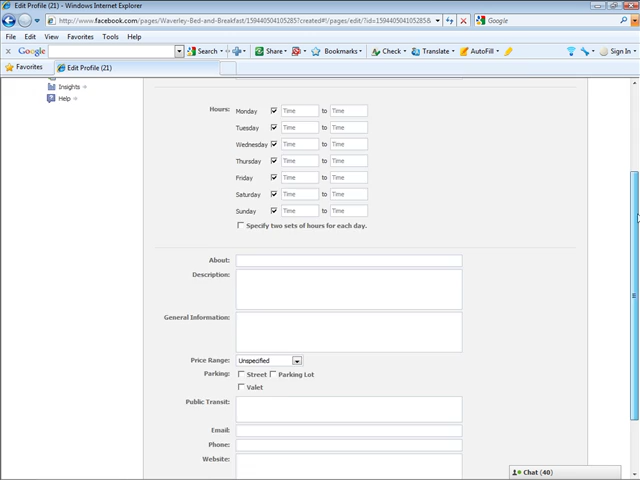 Edit Profile (21) - Windows Internet Explorer
http://www.facebook.com/pages/Waverley-Bed-and-Breakfast/159440504105285?created#!/pages/edit/?id=159440504105285&
Google
File Edit View Favorites Tools Help
x Google Search Share Bookmarks Check Translate AutoFill Sign In
Favorites Edit Profile (21)
Insights
Help
Hours: Monday Time to Time
Tuesday Time to Time
Wednesday Time to Time
Thursday Time to Time
Friday Time to Time
Saturday Time to Time
Sunday Time to Time
Specify two sets of hours for each day.
About:
Description:
General Information:
Price Range: Unspecified
Parking: Street Parking Lot
Valet
Public Transit:
Email:
Phone:
Website:
Chat (40)